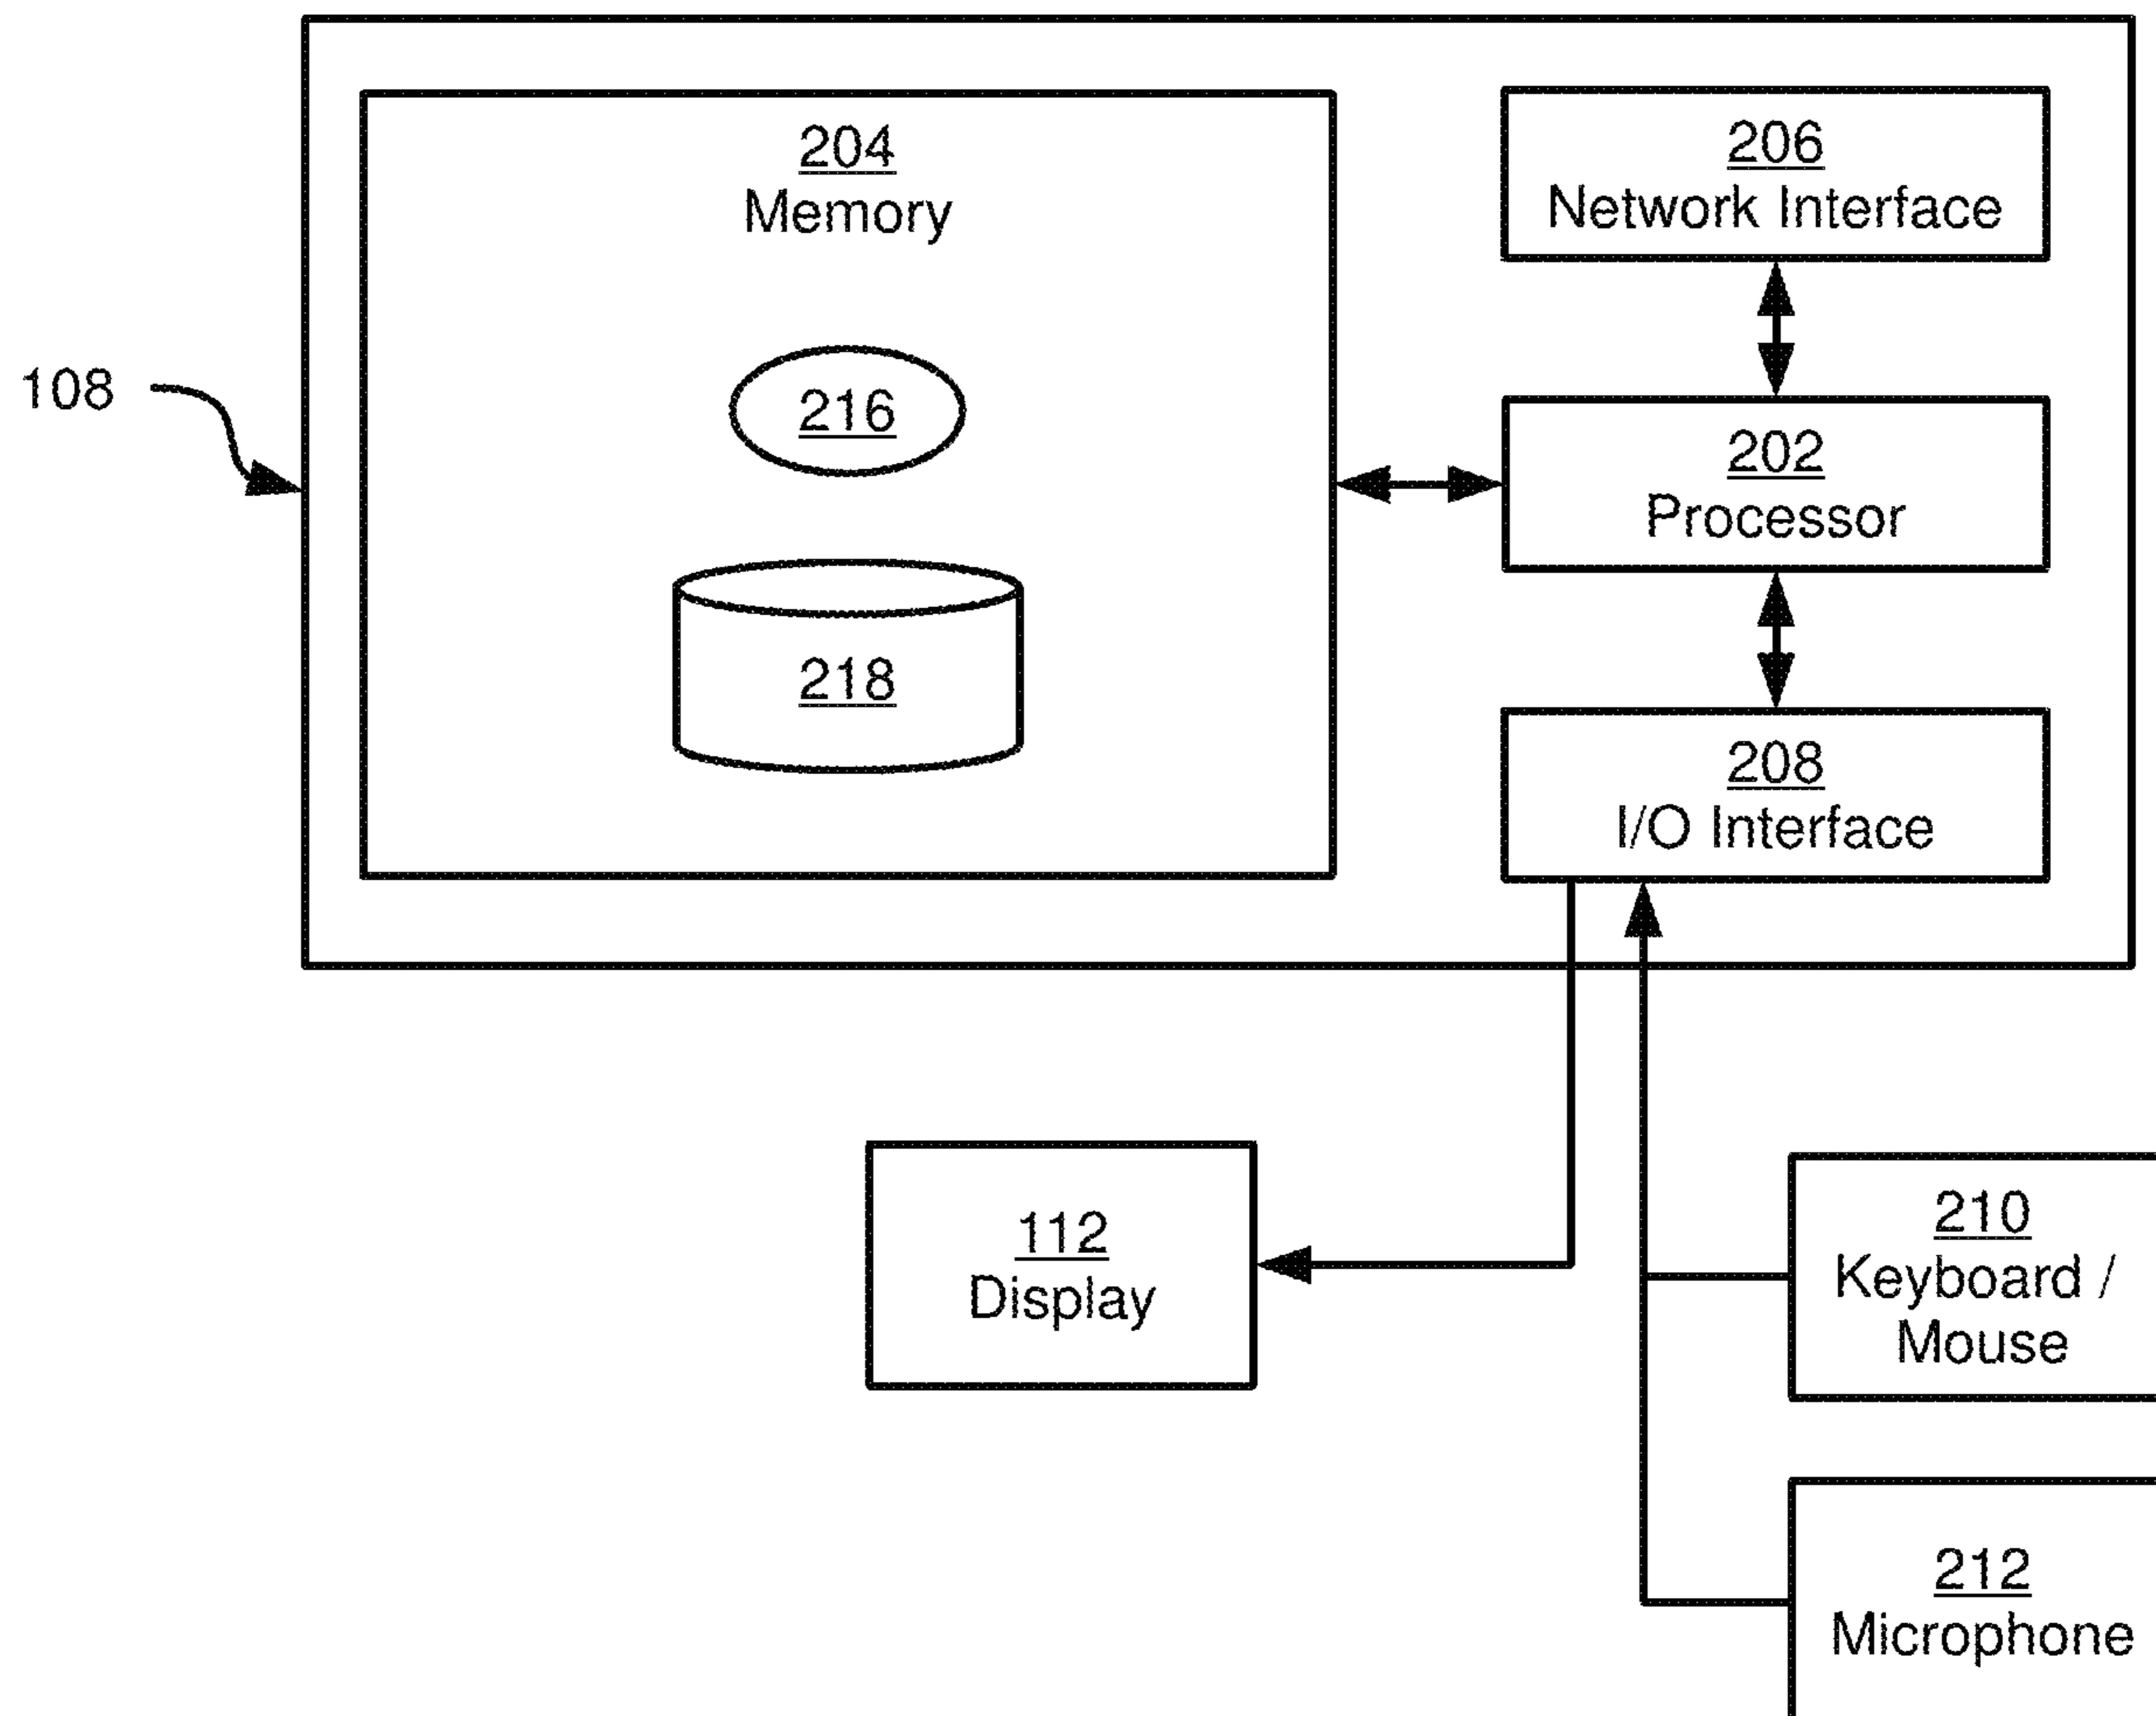 204
Memory
206
Network Interface
108
216
202
Processor
218
208
I/O Interface
112
Display
210
Keyboard /
Mouse
212
Microphone